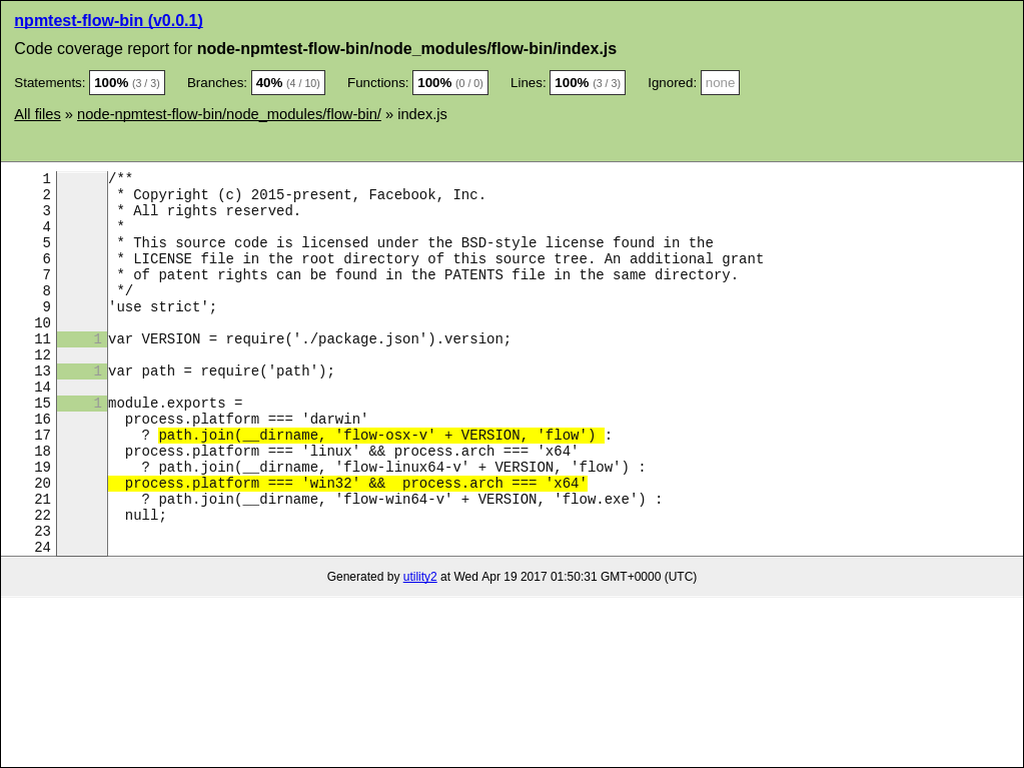 npmtest-flow-bin (v0.0.1)
Code coverage report for node-npmtest-flow-bin/node_modules/flow-bin/index.js
Statements: 100% (3 / 3) Branches: 40% (4 / 10) Functions: 100% (0 / 0) Lines: 100% (3 / 3) Ignored: none
All files » node-npmtest-flow-bin/node_modules/flow-bin/ » index.js
1 /**
2  * Copyright (c) 2015-present, Facebook, Inc.
3  * All rights reserved.
4  *
5  * This source code is licensed under the BSD-style license found in the
6  * LICENSE file in the root directory of this source tree. An additional grant
7  * of patent rights can be found in the PATENTS file in the same directory.
8  */
9 'use strict';
10
11 1 var VERSION = require('./package.json').version;
12
13 1 var path = require('path');
14
15 1 module.exports =
16   process.platform === 'darwin'
17     ? path.join(__dirname, 'flow-osx-v' + VERSION, 'flow') :
18   process.platform === 'linux' && process.arch === 'x64'
19     ? path.join(__dirname, 'flow-linux64-v' + VERSION, 'flow') :
20   process.platform === 'win32' &&  process.arch === 'x64'
21     ? path.join(__dirname, 'flow-win64-v' + VERSION, 'flow.exe') :
22   null;
23
24
Generated by utility2 at Wed Apr 19 2017 01:50:31 GMT+0000 (UTC)